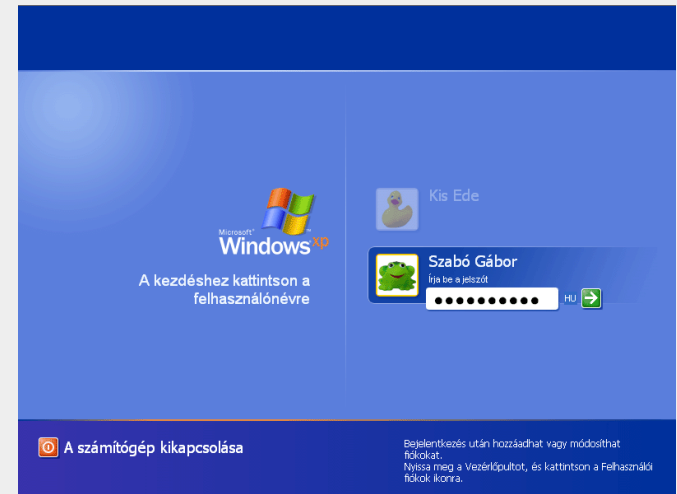 Kis Ede
Microsoft
Windows xp
Szabó Gábor
Írja be a jelszót
A kezdéshez kattintson a
felhasználónévre
●●●●●●●●●●
HU
A számítógép kikapcsolása
Bejelentkezés után hozzáadhat vagy módosíthat
fiókokat.
Nyissa meg a Vezérlőpultot, és kattintson a Felhasználói
fiókok ikonra.